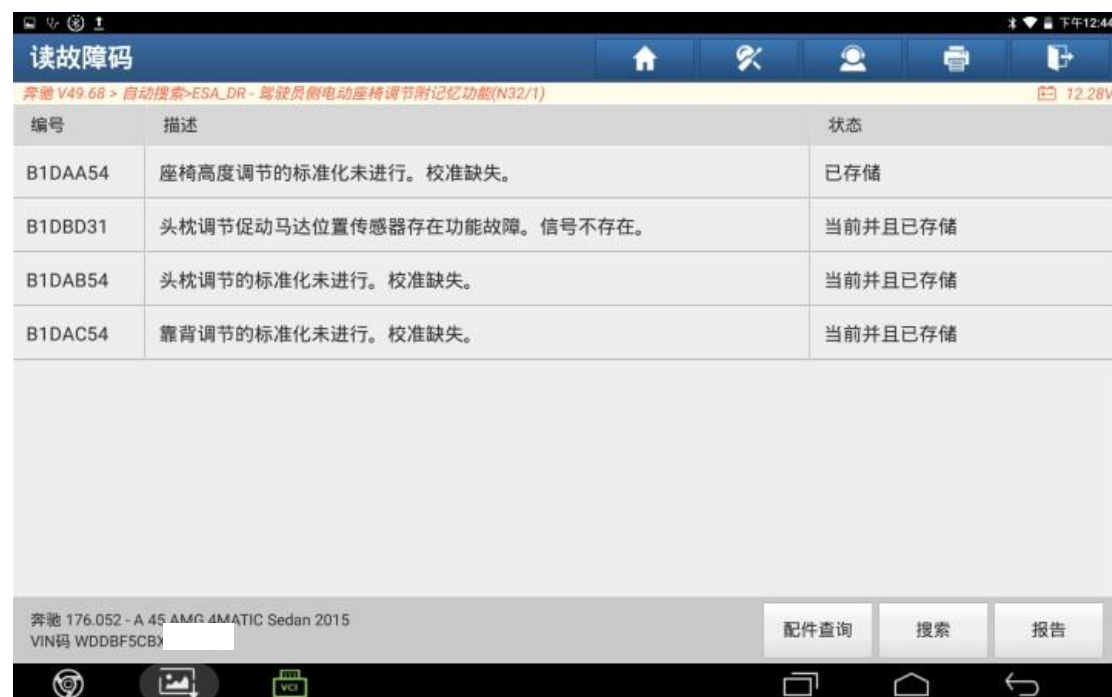 下午12:44
读故障码
奔驰 V49.68 > 自动搜索>ESA_DR - 驾驶员侧电动座椅调节附记忆功能(N32/1) 12.28V
编号 描述 状态
B1DAA54 座椅高度调节的标准化未进行。校准缺失。 已存储
B1DBD31 头枕调节促动马达位置传感器存在功能故障。信号不存在。 当前并且已存储
B1DAB54 头枕调节的标准化未进行。校准缺失。 当前并且已存储
B1DAC54 靠背调节的标准化未进行。校准缺失。 当前并且已存储
奔驰 176.052 - A 45 AMG 4MATIC Sedan 2015
VIN码 WDDBF5CBX
配件查询 搜索 报告
VCI